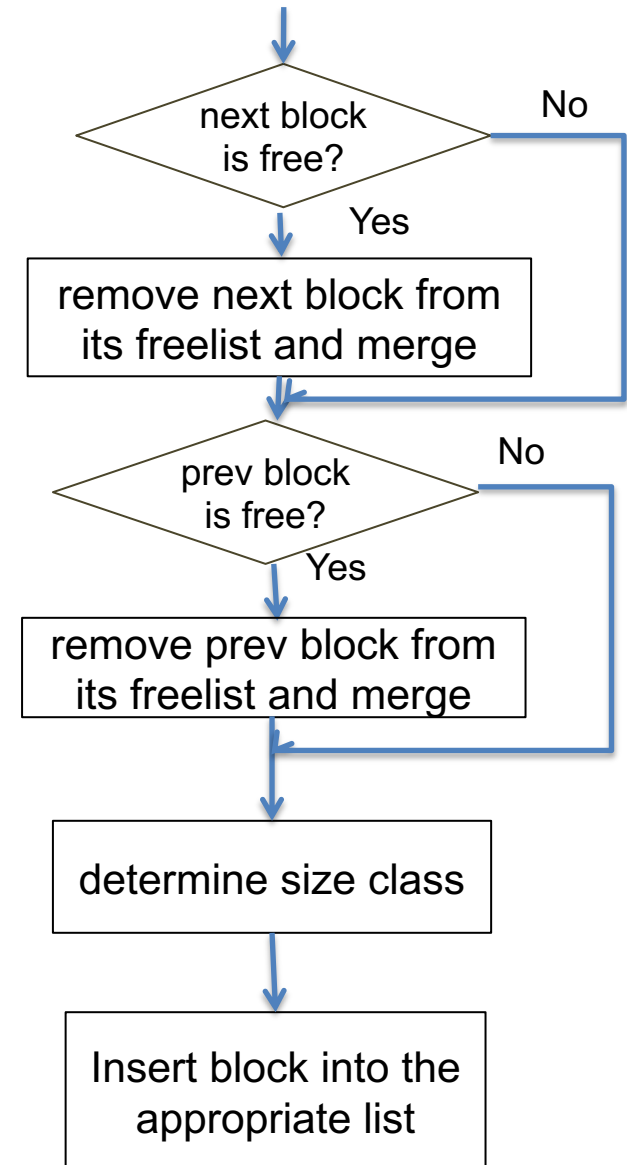 next block
is free?
No
Yes
remove next block from
its freelist and merge
prev block
is free?
No
Yes
remove prev block from
its freelist and merge
determine size class
Insert block into the
appropriate list